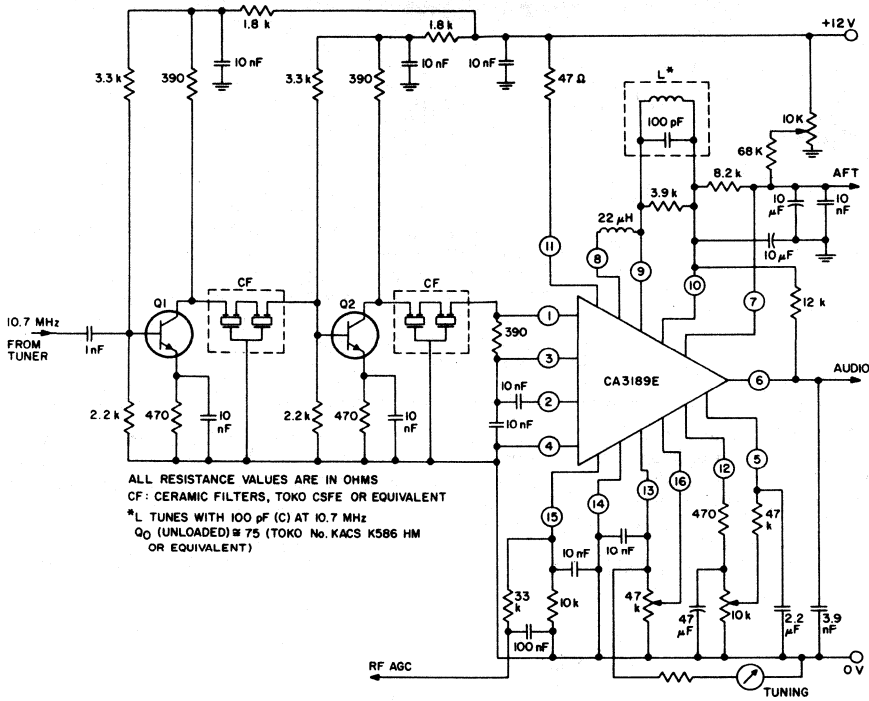 1.8 k
1.8 k
+12 V
10 nF
10 nF
10 nF
3.3 k
390
3.3 k
390
47 Ω
L*
100 pF
10K
68K
8.2 k
AFT
3.9 k
10
μF
10
nF
22 μH
10 μF
11
8
9
10
7
12 k
CF
CF
Q1
Q2
10.7 MHz
FROM
TUNER
1 nF
1
390
3
CA3189E
6
AUDIO
10 nF
2
10 nF
4
2.2 k
470
10
nF
2.2 k
470
10
nF
5
12
16
13
14
15
ALL RESISTANCE VALUES ARE IN OHMS
CF: CERAMIC FILTERS, TOKO CSFE OR EQUIVALENT
*L TUNES WITH 100 pF (C) AT 10.7 MHz
QO (UNLOADED) ≅ 75 (TOKO No. KACS K586 HM
OR EQUIVALENT)
470
47
k
10 nF
10 nF
33
k
10 k
47
k
47
μF
10 k
2.2
μF
3.9
nF
100 nF
RF AGC
0 V
TUNING